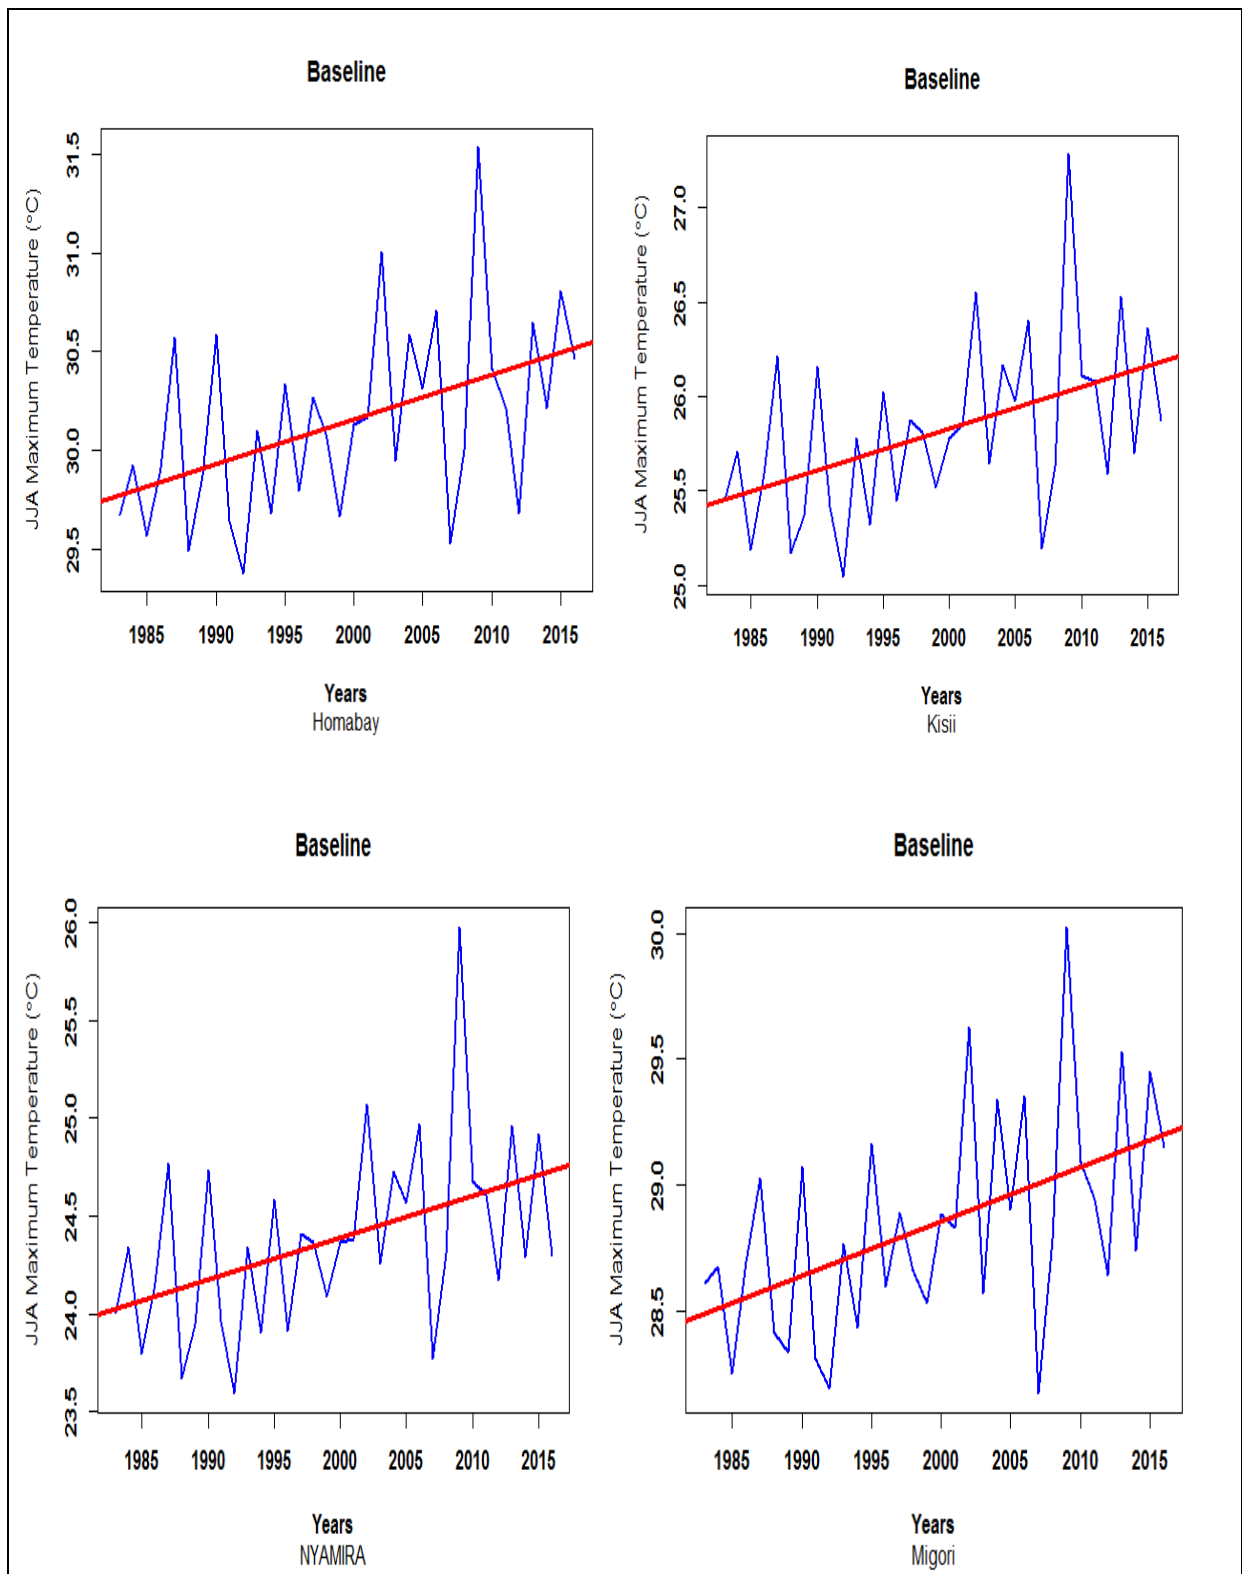 Baseline
JJA Maximum Temperature (°C)
31.5
31.0
30.5
30.0
29.5
1985 1990 1995 2000 2005 2010 2015
Years
Homabay
Baseline
JJA Maximum Temperature (°C)
27.0
26.5
26.0
25.5
25.0
1985 1990 1995 2000 2005 2010 2015
Years
Kisii
Baseline
JJA Maximum Temperature (°C)
26.0
25.5
25.0
24.5
24.0
23.5
1985 1990 1995 2000 2005 2010 2015
Years
NYAMIRA
Baseline
JJA Maximum Temperature (°C)
30.0
29.5
29.0
28.5
1985 1990 1995 2000 2005 2010 2015
Years
Migori